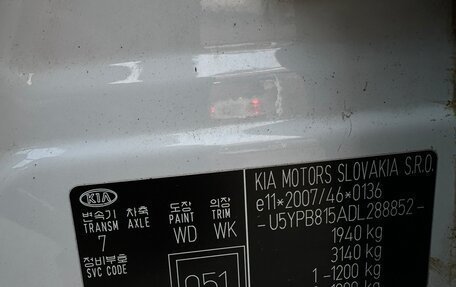 KIA
변속기 차축 도장 의장
TRANSM AXLE PAINT TRIM
7 WD WK
정비부호
SVC CODE
051
KIA MOTORS SLOVAKIA S.R.O.
e11*2007/46*0136
-U5YPB815ADL288852-
1940 kg
3140 kg
1-1200 kg